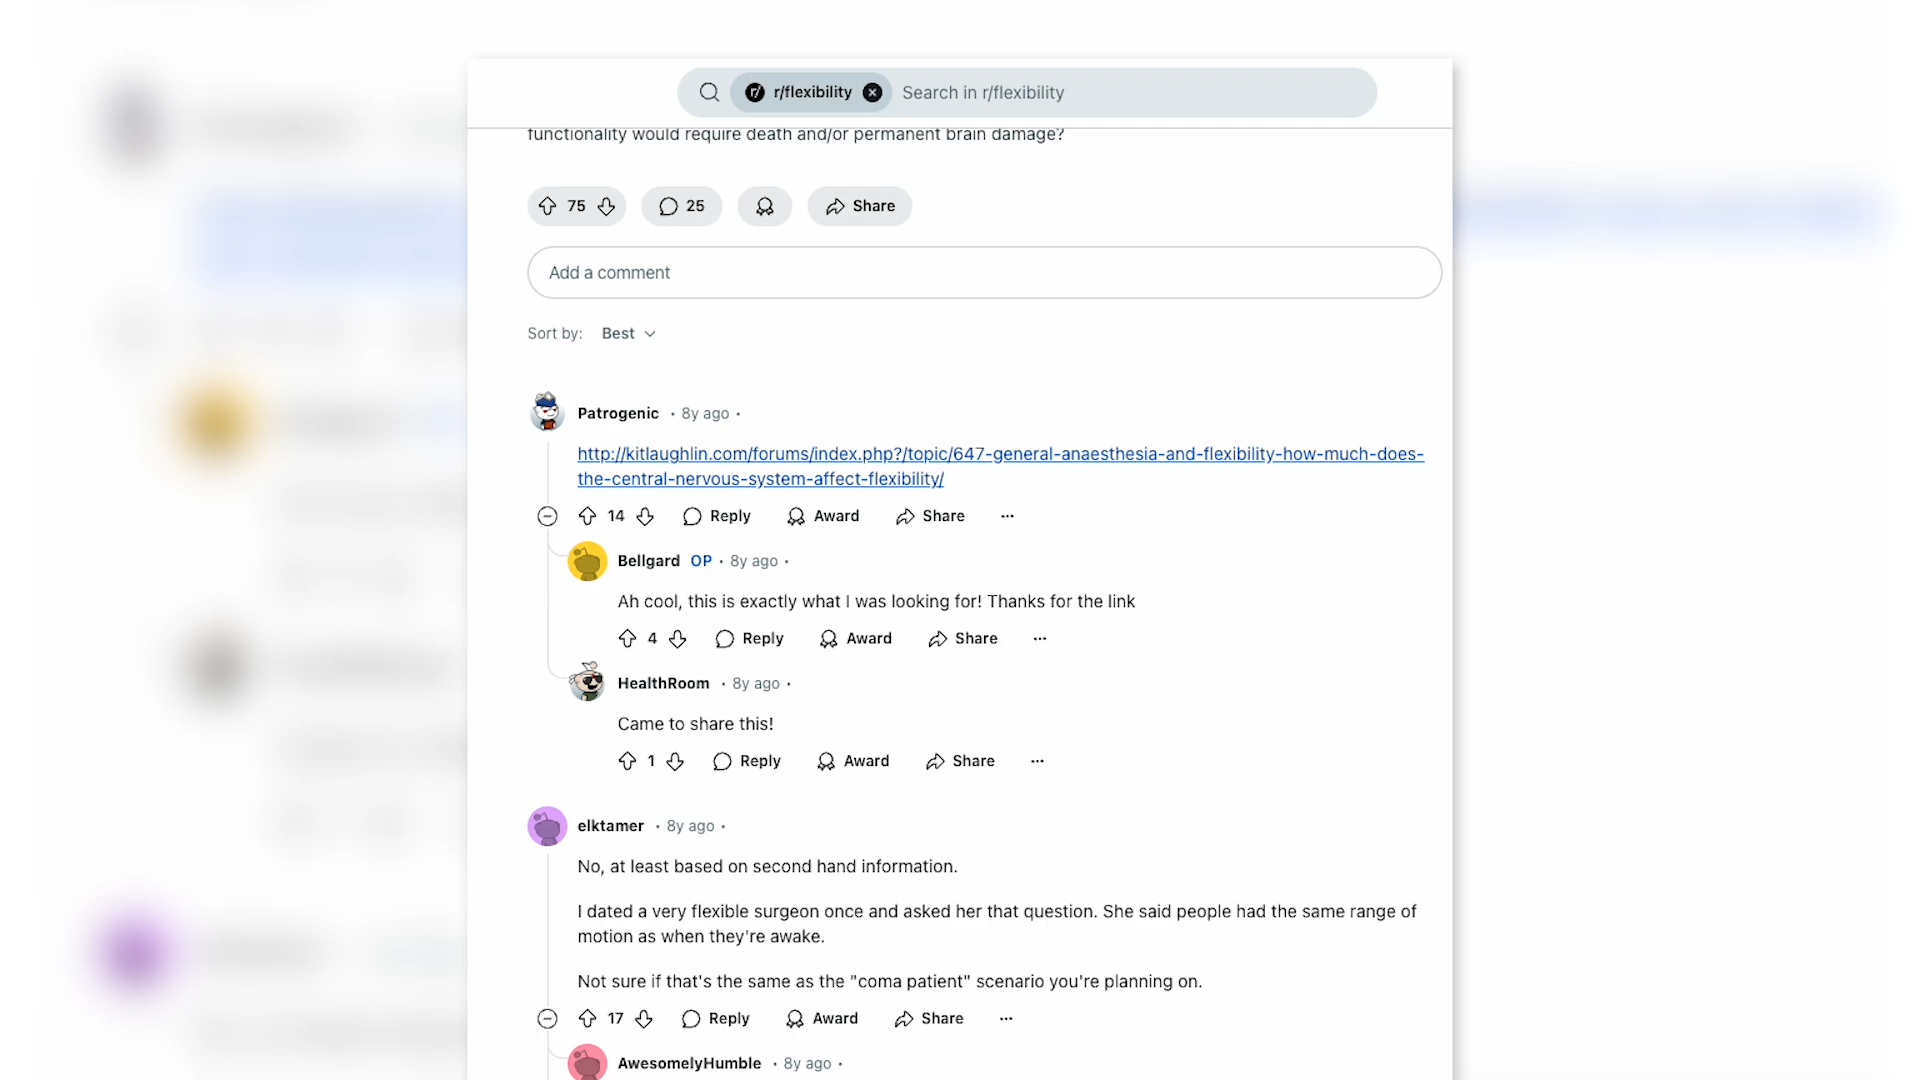 r/flexibility Search in r/flexibility
functionality would require death and/or permanent brain damage?
75 25 Share
Add a comment
Sort by: Best
Patrogenic • 8y ago •
http://kitlaughlin.com/forums/index.php?/topic/647-general-anaesthesia-and-flexibility-how-much-does-
the-central-nervous-system-affect-flexibility/
14 Reply Award Share ...
Bellgard OP • 8y ago •
Ah cool, this is exactly what I was looking for! Thanks for the link
4 Reply Award Share ...
HealthRoom • 8y ago •
Came to share this!
1 Reply Award Share ...
elktamer • 8y ago •
No, at least based on second hand information.
I dated a very flexible surgeon once and asked her that question. She said people had the same range of
motion as when they're awake.
Not sure if that's the same as the "coma patient" scenario you're planning on.
17 Reply Award Share ...
AwesomelyHumble • 8y ago •